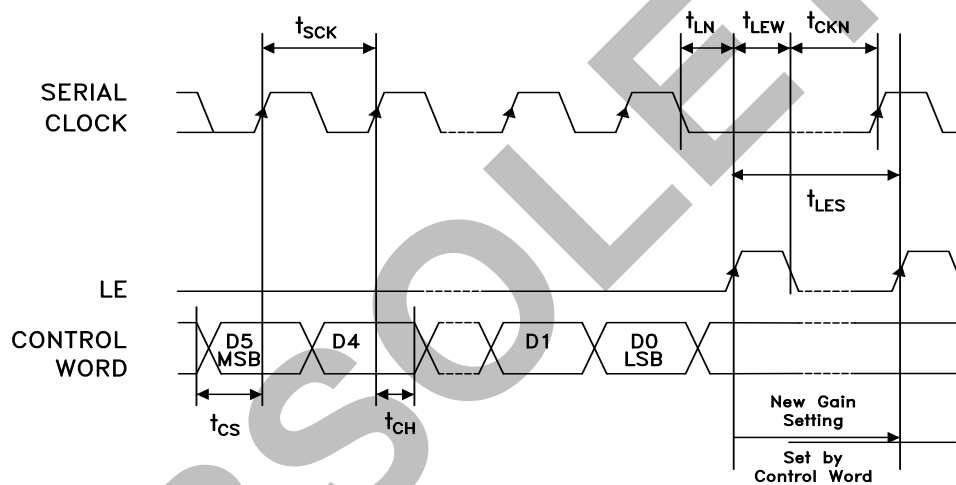 tSCK
tLN
tLEW
tCKN
SERIAL
CLOCK
tLES
LE
CONTROL
WORD
D5
MSB
D4
D1
D0
LSB
tCS
tCH
New Gain
Setting
Set by
Control Word